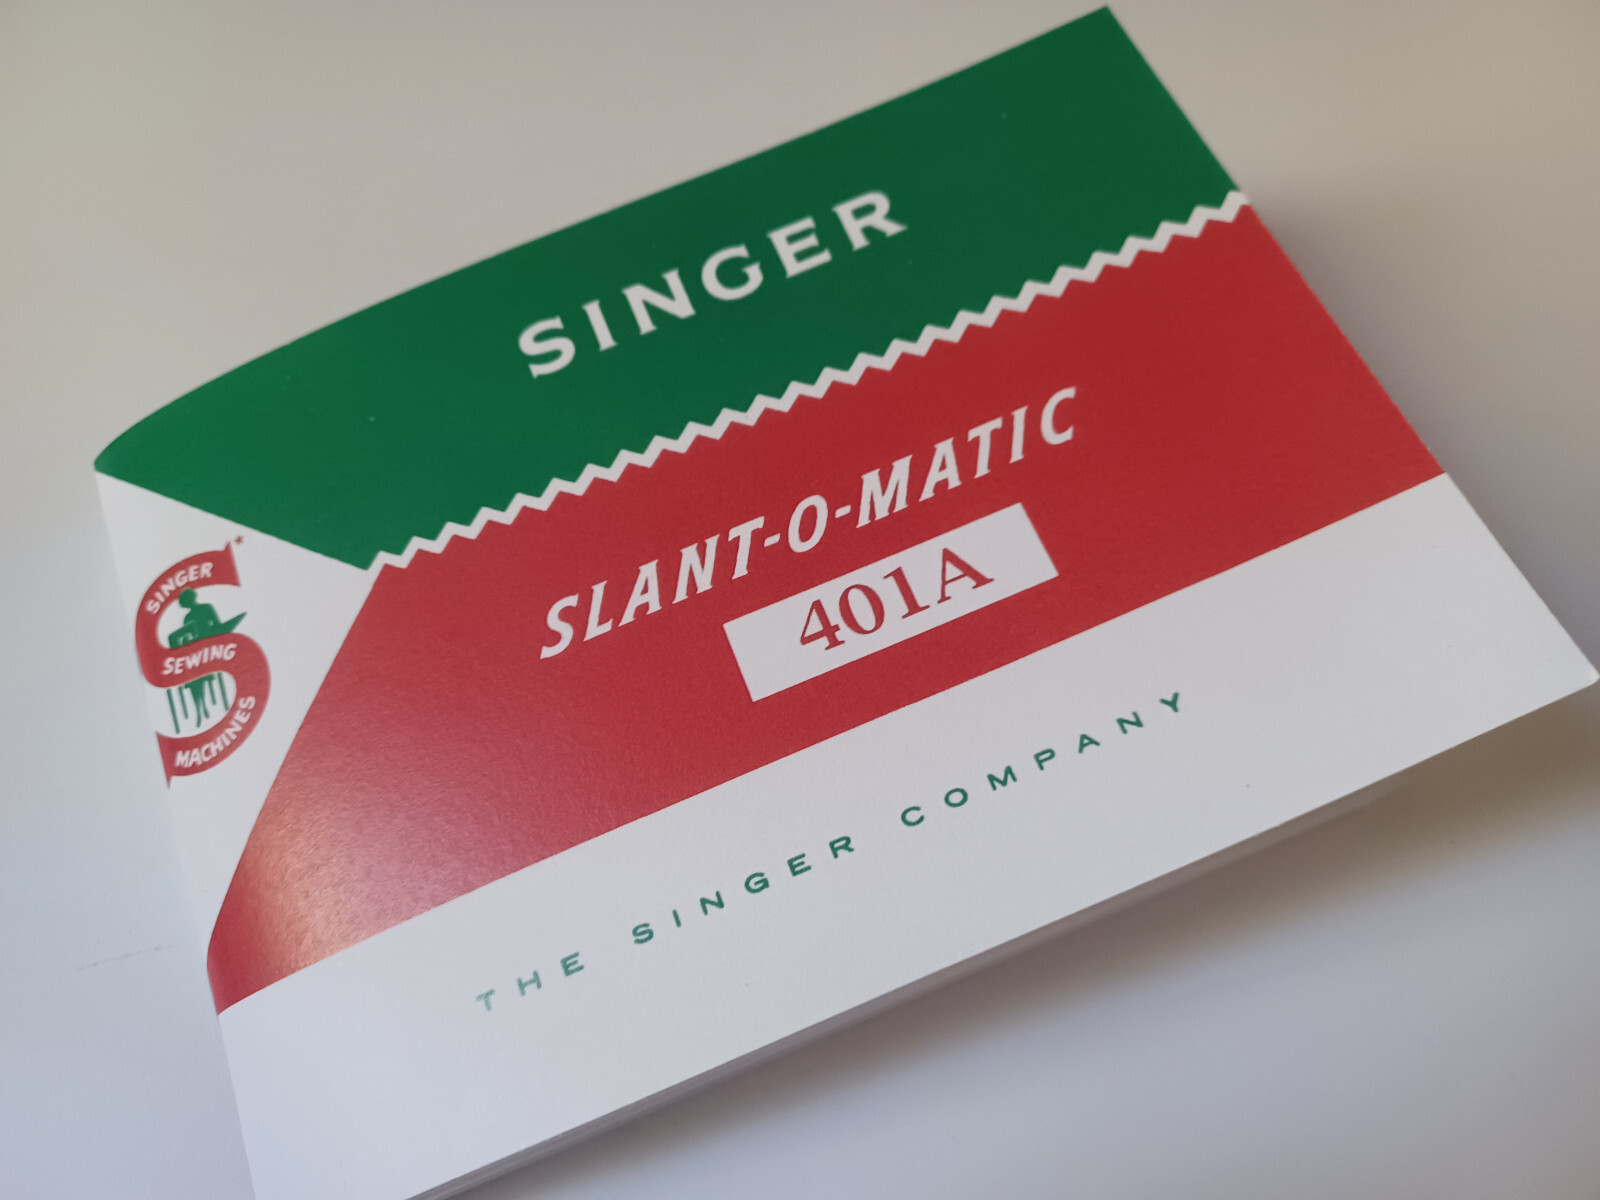 SINGER
SLANT-O-MATIC
401A
SINGER
SEWING
MACHINES
THE SINGER COMPANY